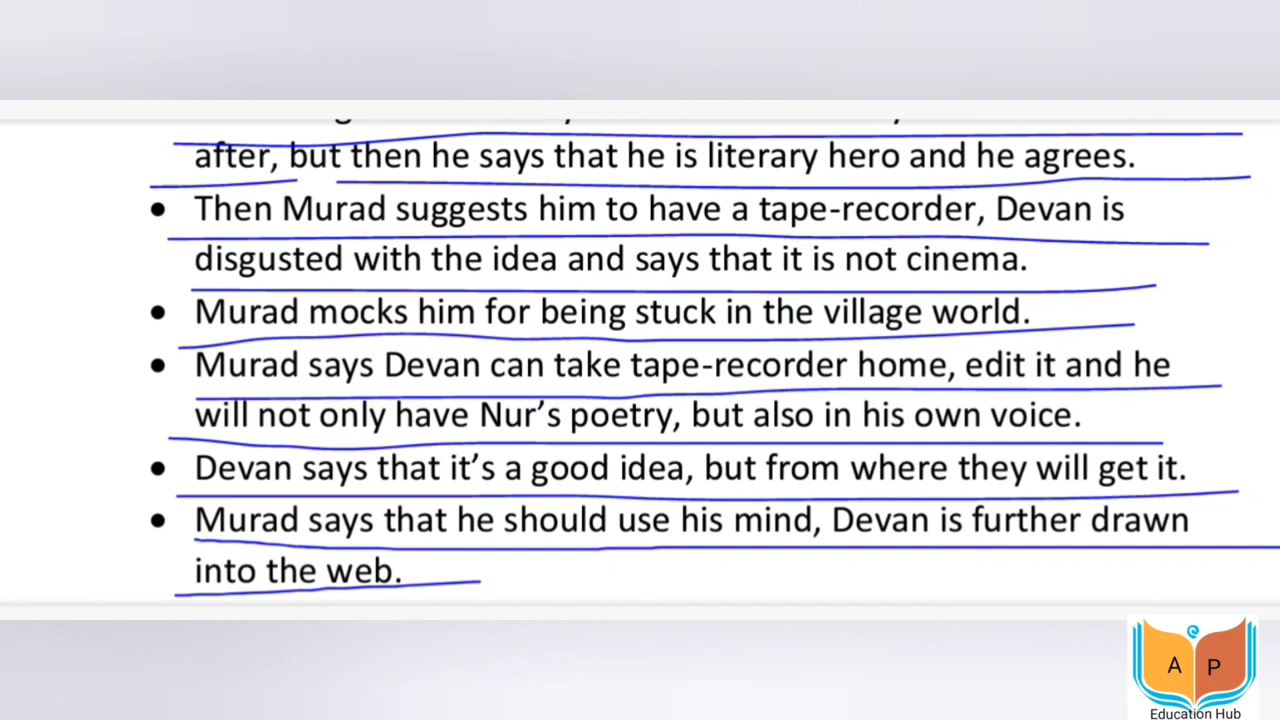 after, but then he says that he is literary hero and he agrees.
• Then Murad suggests him to have a tape-recorder, Devan is
disgusted with the idea and says that it is not cinema.
• Murad mocks him for being stuck in the village world.
• Murad says Devan can take tape-recorder home, edit it and he
will not only have Nur’s poetry, but also in his own voice.
• Devan says that it’s a good idea, but from where they will get it.
• Murad says that he should use his mind, Devan is further drawn
into the web.
A P
Education Hub